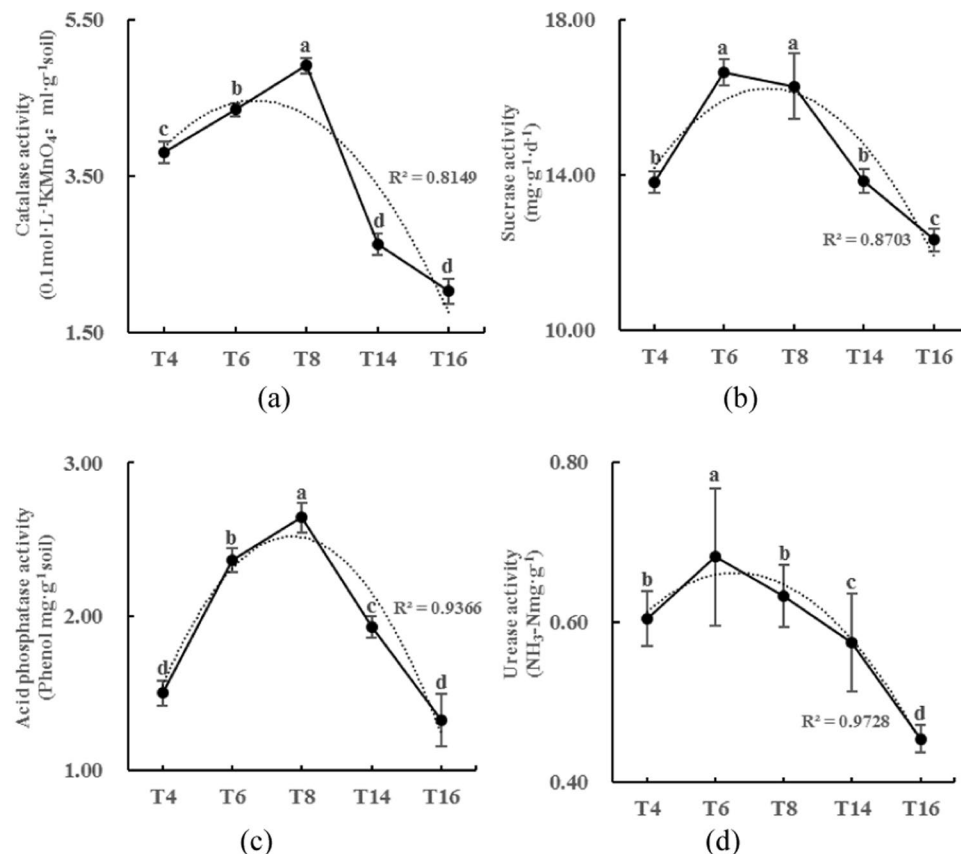 5.50
3.50
1.50
Catalase activity
(0.1mol·L⁻¹KMnO₄: ml·g⁻¹soil)
c
b
a
d
d
R² = 0.8149
T4 T6 T8 T14 T16
(a)
18.00
14.00
10.00
Sucrase activity
(mg·g⁻¹·d⁻¹)
b
a
a
b
c
R² = 0.8703
T4 T6 T8 T14 T16
(b)
3.00
2.00
1.00
Acid phosphatase activity
(Phenol mg·g⁻¹soil)
d
b
a
c
d
R² = 0.9366
T4 T6 T8 T14 T16
(c)
0.80
0.60
0.40
Urease activity
(NH₃-Nmg·g⁻¹)
b
a
b
c
d
R² = 0.9728
T4 T6 T8 T14 T16
(d)